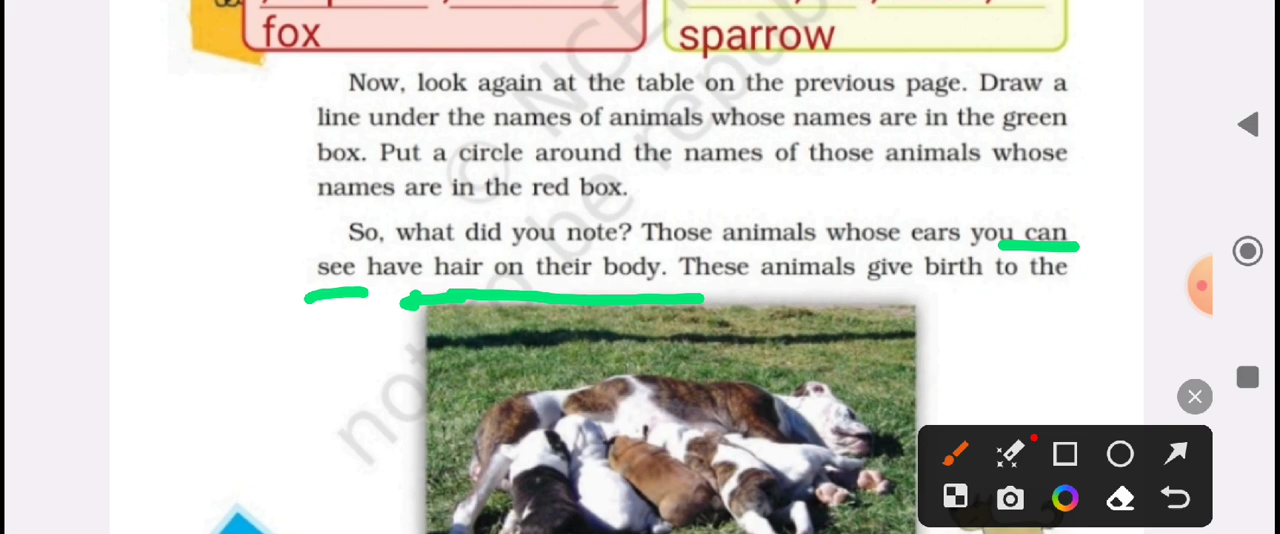 fox
sparrow
Now, look again at the table on the previous page. Draw a
line under the names of animals whose names are in the green
box. Put a circle around the names of those animals whose
names are in the red box.
So, what did you note? Those animals whose ears you can
see have hair on their body. These animals give birth to the